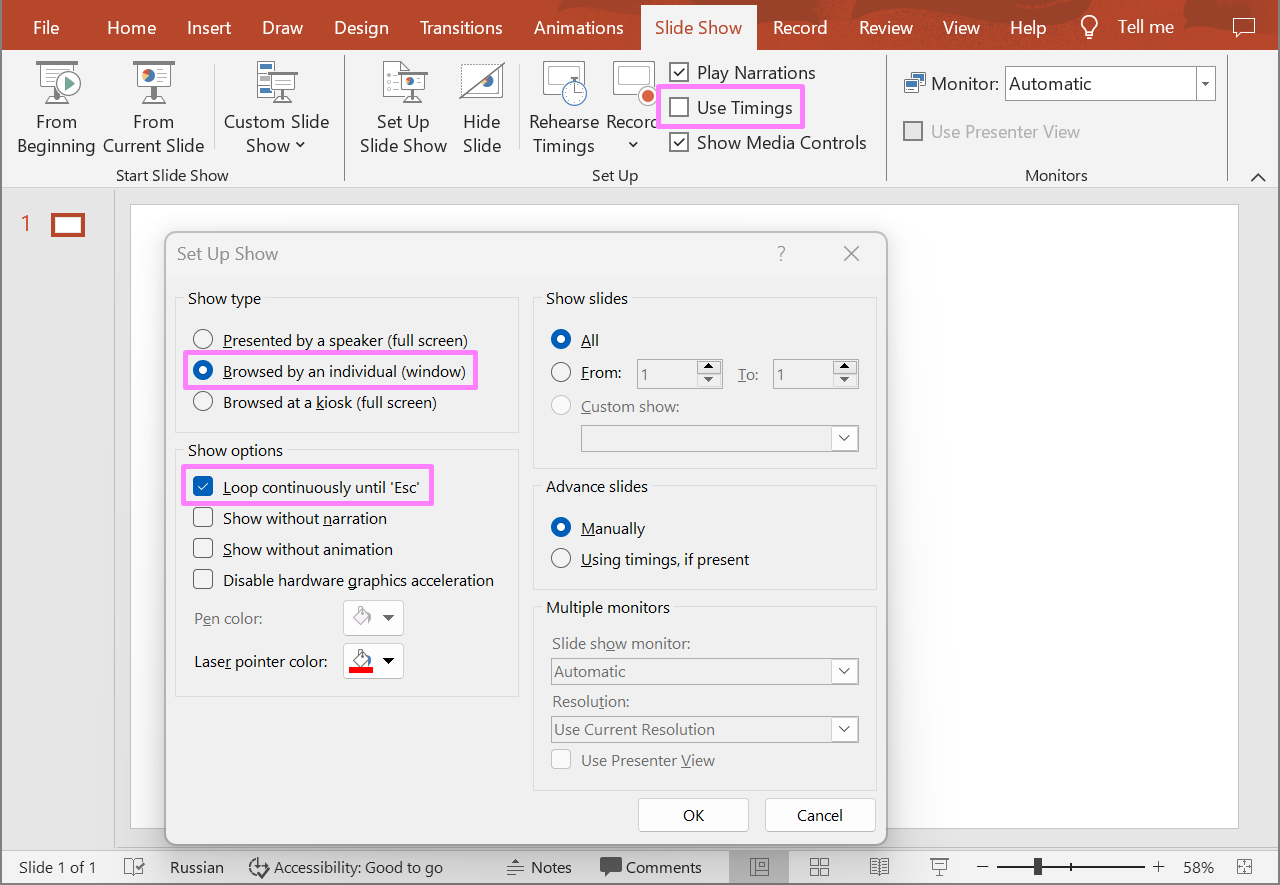 File Home Insert Draw Design Transitions Animations Slide Show Record Review View Help Tell me
From Beginning
From Current Slide
Custom Slide Show
Start Slide Show
Set Up Slide Show
Hide Slide
Rehearse Timings
Record
Play Narrations
Use Timings
Show Media Controls
Set Up
Monitor: Automatic
Use Presenter View
Monitors
1
Set Up Show ?
Show type
Presented by a speaker (full screen)
Browsed by an individual (window)
Browsed at a kiosk (full screen)
Show options
Loop continuously until 'Esc'
Show without narration
Show without animation
Disable hardware graphics acceleration
Pen color:
Laser pointer color:
Show slides
All
From: 1 To: 1
Custom show:
Advance slides
Manually
Using timings, if present
Multiple monitors
Slide show monitor:
Automatic
Resolution:
Use Current Resolution
Use Presenter View
OK Cancel
Slide 1 of 1 Russian Accessibility: Good to go Notes Comments 58%